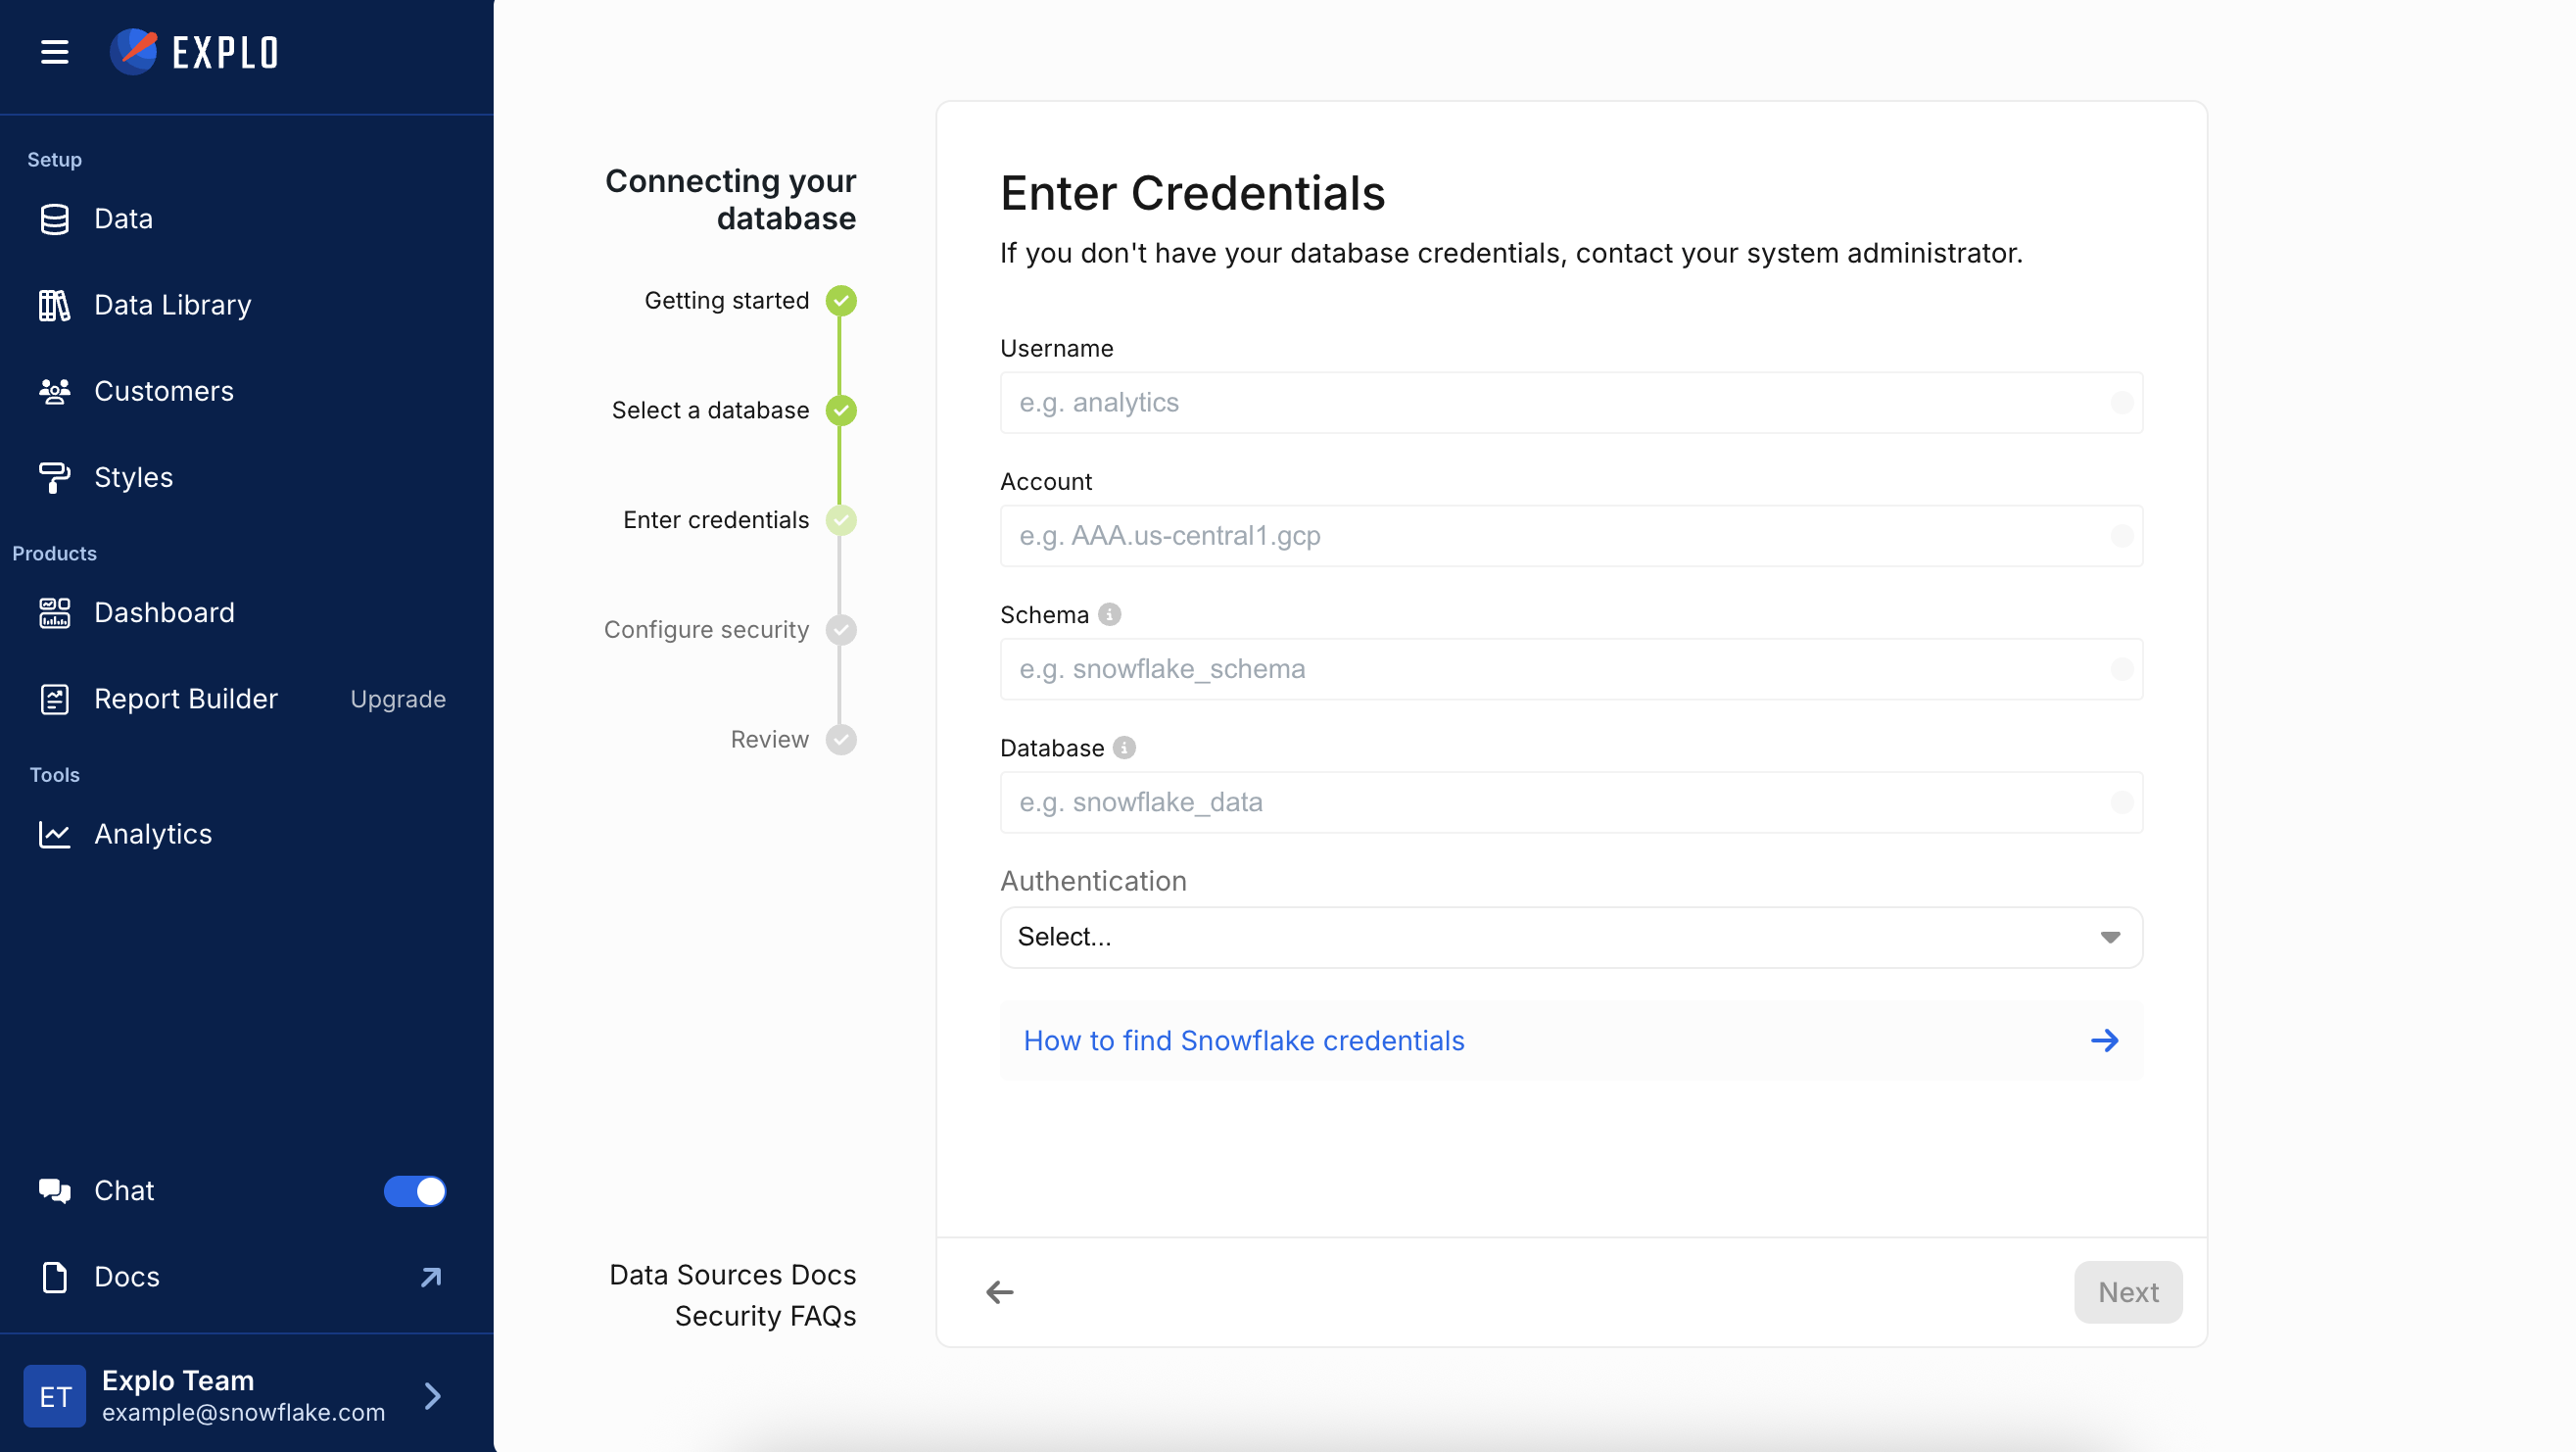 EXPLO
Setup
Data
Data Library
Customers
Styles
Products
Dashboard
Report Builder Upgrade
Tools
Analytics
Chat
Docs
ET
Explo Team
example@snowflake.com
Connecting your
database
Getting started
Select a database
Enter credentials
Configure security
Review
Data Sources Docs
Security FAQs
Enter Credentials
If you don't have your database credentials, contact your system administrator.
Username
e.g. analytics
Account
e.g. AAA.us-central1.gcp
Schema
e.g. snowflake_schema
Database
e.g. snowflake_data
Authentication
Select...
How to find Snowflake credentials
Next